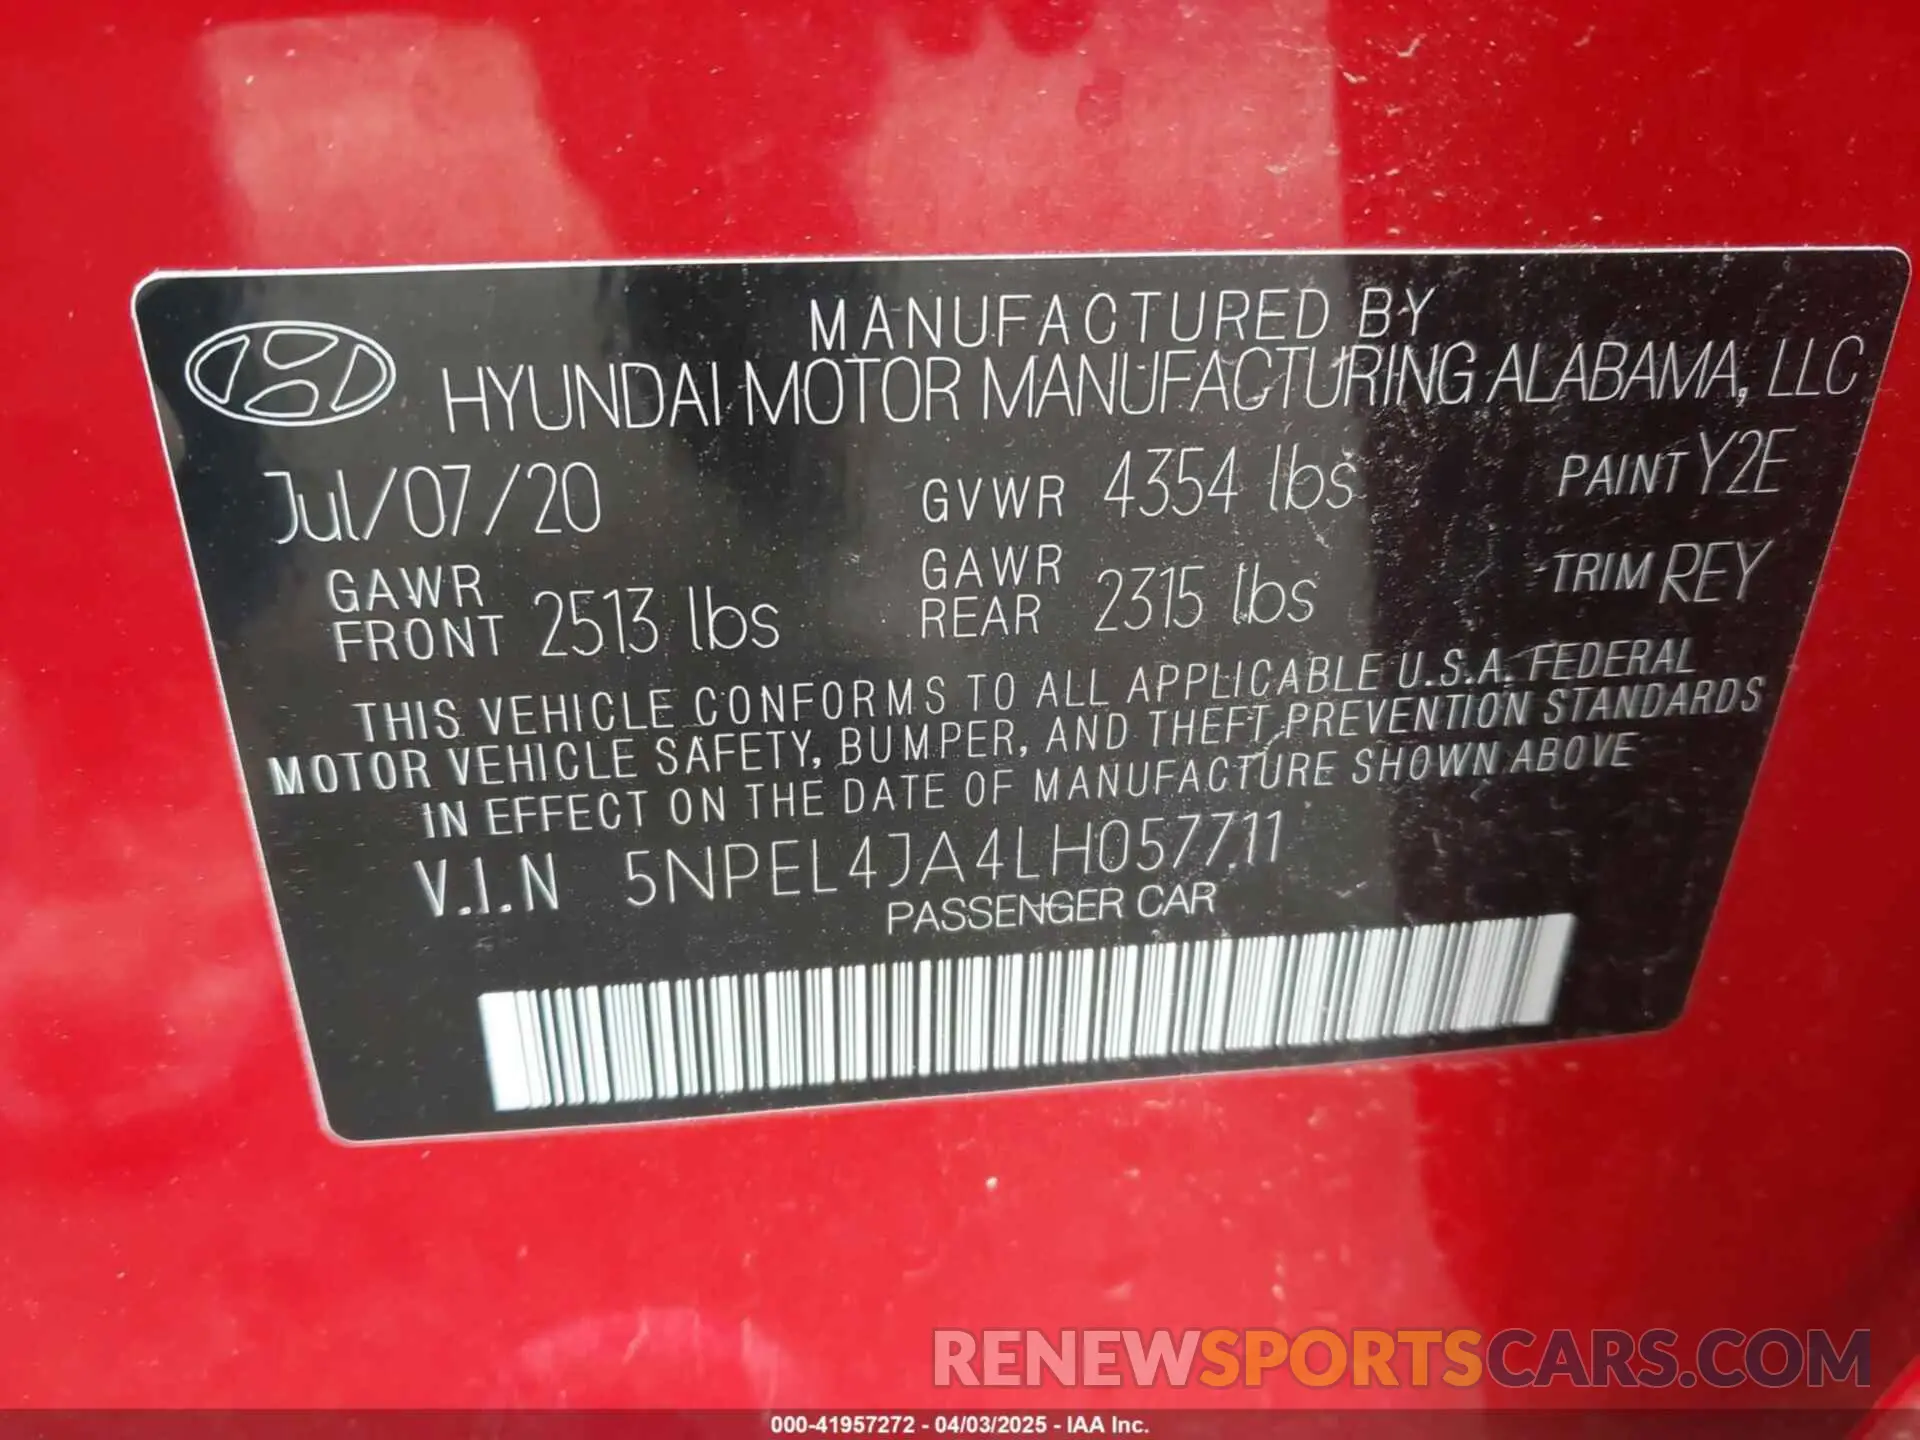 MANUFACTURED BY
HYUNDAI MOTOR MANUFACTURING ALABAMA, LLC
Jul/07/20 GVWR 4354 lbs PAINT Y2E
GAWR FRONT 2513 lbs GAWR REAR 2315 lbs TRIM REY
THIS VEHICLE CONFORMS TO ALL APPLICABLE U.S.A. FEDERAL
MOTOR VEHICLE SAFETY, BUMPER, AND THEFT PREVENTION STANDARDS
IN EFFECT ON THE DATE OF MANUFACTURE SHOWN ABOVE
V.I.N 5NPEL4JA4LH057711
PASSENGER CAR
RENEWSPORTSCARS.COM
000-41957272 - 04/03/2025 - IAA Inc.